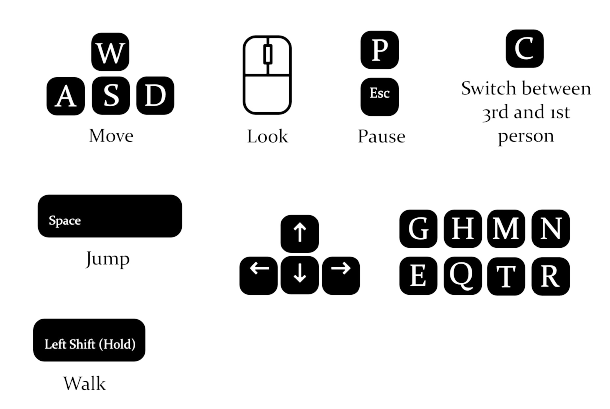 W
A S D
Move
Look
P
Esc
Pause
C
Switch between
3rd and 1st
person
Space
Jump
↑
← ↓ →
G H M N
E Q T R
Left Shift (Hold)
Walk